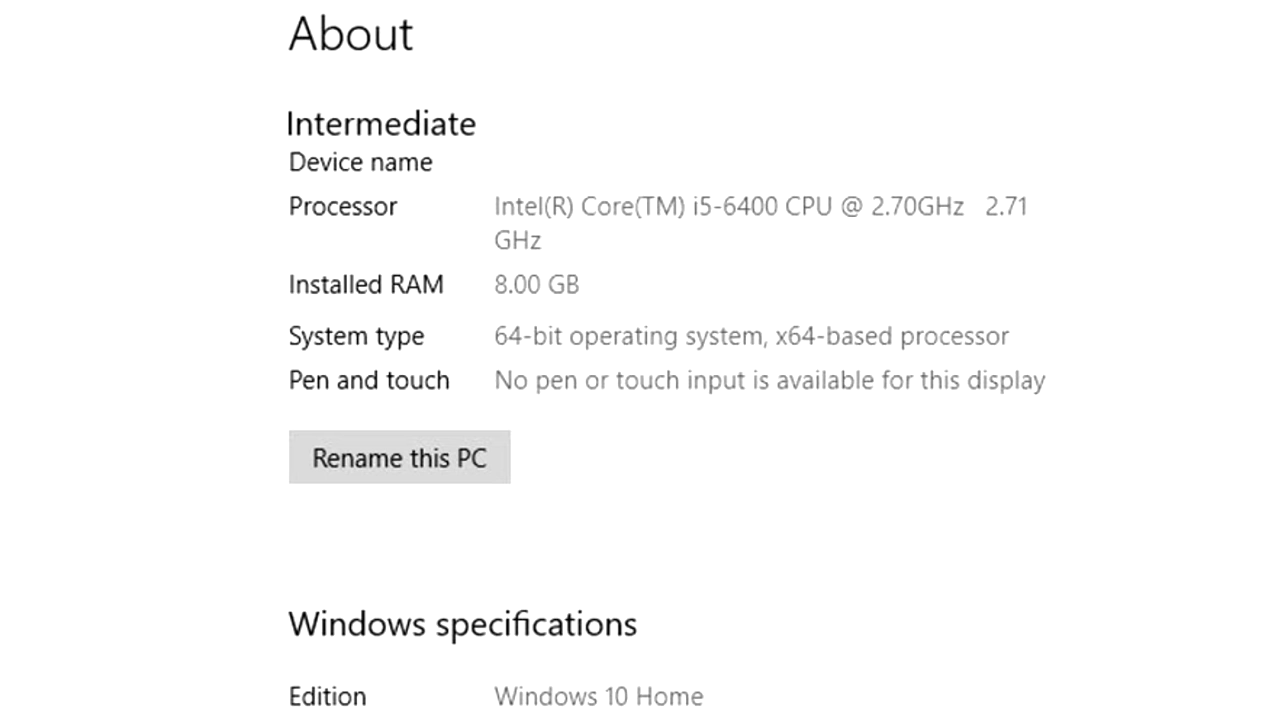 About
Intermediate
Device name
Processor Intel(R) Core(TM) i5-6400 CPU @ 2.70GHz 2.71
GHz
Installed RAM 8.00 GB
System type 64-bit operating system, x64-based processor
Pen and touch No pen or touch input is available for this display
Rename this PC
Windows specifications
Edition Windows 10 Home